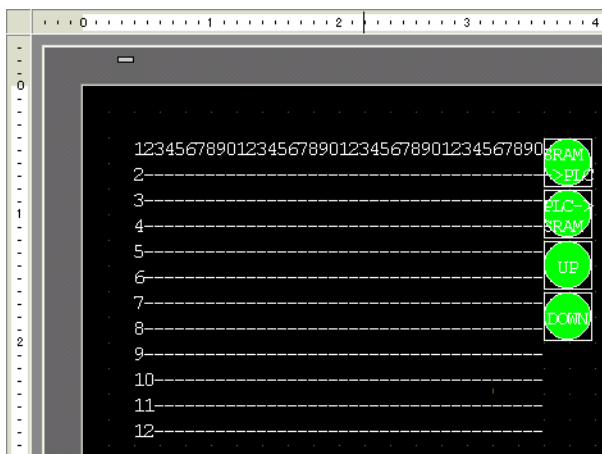 0 1 2 3 4
0
1
2
1234567890123456789012345678901234567890
2----------------------------------------
3----------------------------------------
4----------------------------------------
5----------------------------------------
6----------------------------------------
7----------------------------------------
8----------------------------------------
9----------------------------------------
10---------------------------------------
11---------------------------------------
12---------------------------------------
SRAM
->PLC
PLC->
SRAM
UP
DOWN